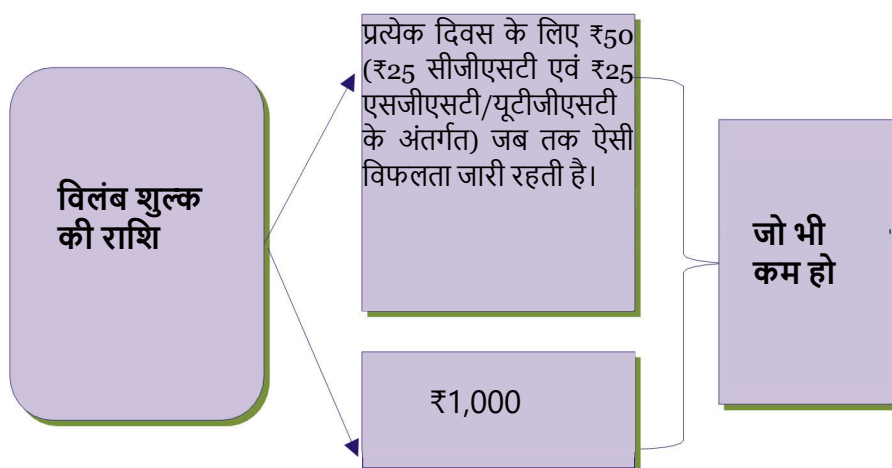 विलंब शुल्क
की राशि
प्रत्येक दिवस के लिए ₹50
(₹25 सीजीएसटी एवं ₹25
एसजीएसटी/यूटीजीएसटी
के अंतर्गत) जब तक ऐसी
विफलता जारी रहती है।
₹1,000
जो भी
कम हो